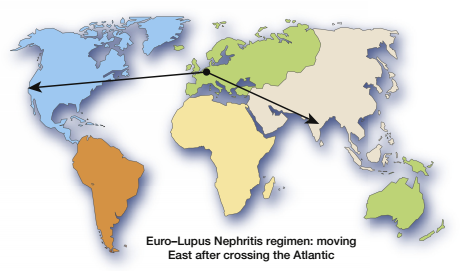 Euro–Lupus Nephritis regimen: moving
East after crossing the Atlantic